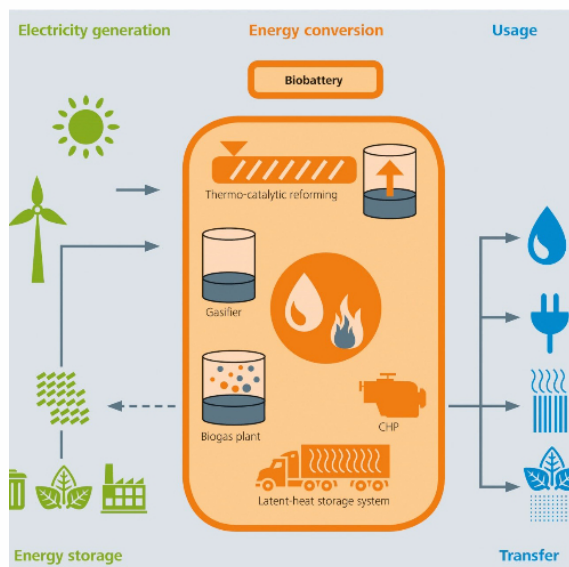 Electricity generation
Energy conversion
Usage
Biobattery
Thermo-catalytic reforming
Gasifier
Biogas plant
CHP
Latent-heat storage system
Energy storage
Transfer